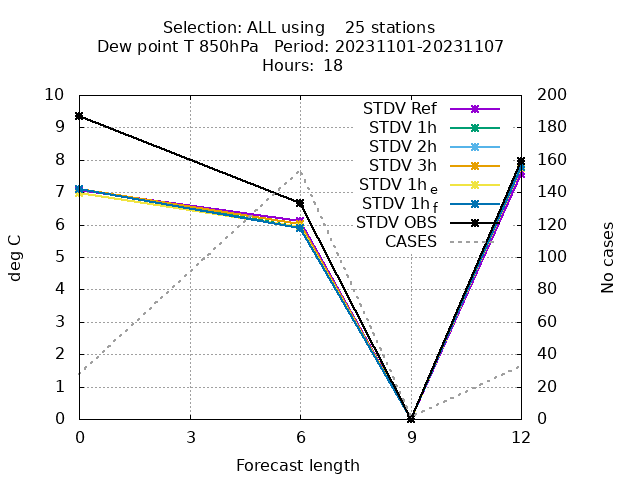 Selection: ALL using    25 stations
Dew point T 850hPa   Period: 20231101-20231107
Hours: 18
10
9
8
7
6
5
4
3
2
1
0
deg C
STDV Ref
STDV 1h
STDV 2h
STDV 3h
STDV 1h e
STDV 1h f
STDV OBS
CASES
200
180
160
140
120
100
80
60
40
20
0
No cases
0 3 6 9 12
Forecast length